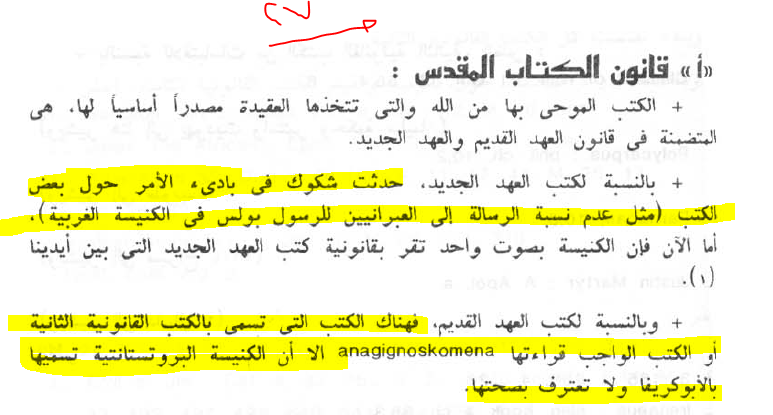 «أ» قانون الكتاب المقدس :
+ الكتب الموحى بها من الله والتى تتخذها العقيدة مصدراً أساسياً لها، هى
المتضمنة فى قانون العهد القديم والعهد الجديد.
+ بالنسبة لكتب العهد الجديد، حدثت شكوك فى بادىء الأمر حول بعض
الكتب (مثل عدم نسبة الرسالة إلى العبرانيين للرسول بولس فى الكنيسة الغربية)،
أما الآن فإن الكنيسة بصوت واحد تقر بقانونية كتب العهد الجديد التى بين أيدينا
(١).
+ وبالنسبة لكتب العهد القديم، فهناك الكتب التى تسمى بالكتب القانونية الثانية
أو الكتب الواجب قراءتها anagignoskomena الا أن الكنيسة البروتستانتية تسميها
بالأبوكريفا ولا تعترف بصحتها.